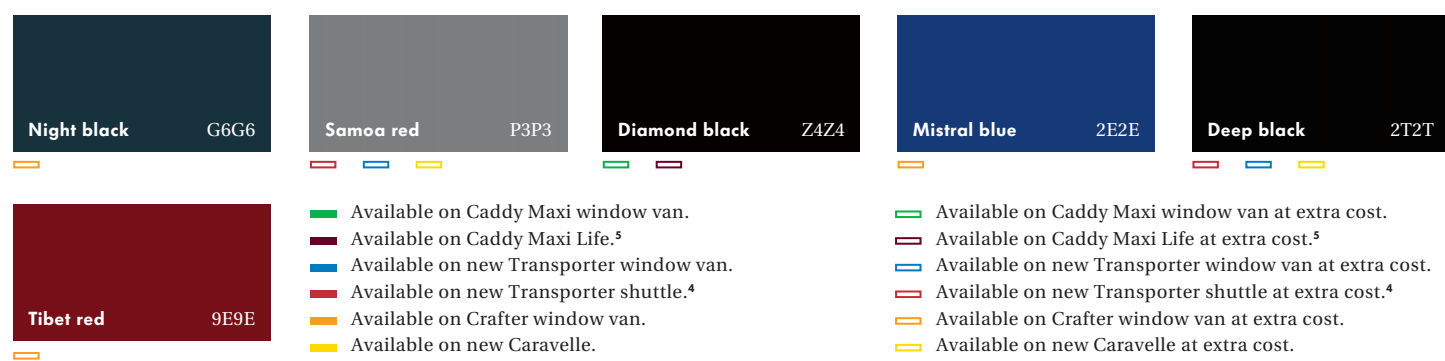 Night black G6G6
Samoa red P3P3
Diamond black Z4Z4
Mistral blue 2E2E
Deep black 2T2T
Tibet red 9E9E
Available on Caddy Maxi window van.
Available on Caddy Maxi Life.⁵
Available on new Transporter window van.
Available on new Transporter shuttle.⁴
Available on Crafter window van.
Available on new Caravelle.
Available on Caddy Maxi window van at extra cost.
Available on Caddy Maxi Life at extra cost.⁵
Available on new Transporter window van at extra cost.
Available on new Transporter shuttle at extra cost.⁴
Available on Crafter window van at extra cost.
Available on new Caravelle at extra cost.